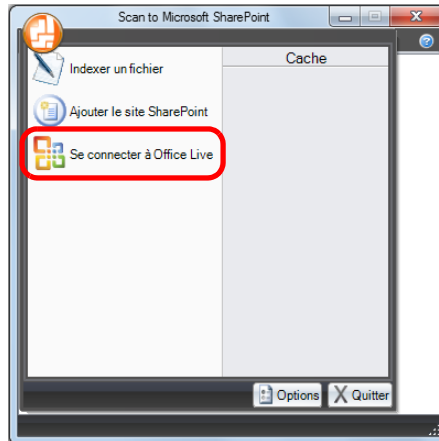 Scan to Microsoft SharePoint
Cache
Indexer un fichier
Ajouter le site SharePoint
Se connecter à Office Live
Options
Quitter